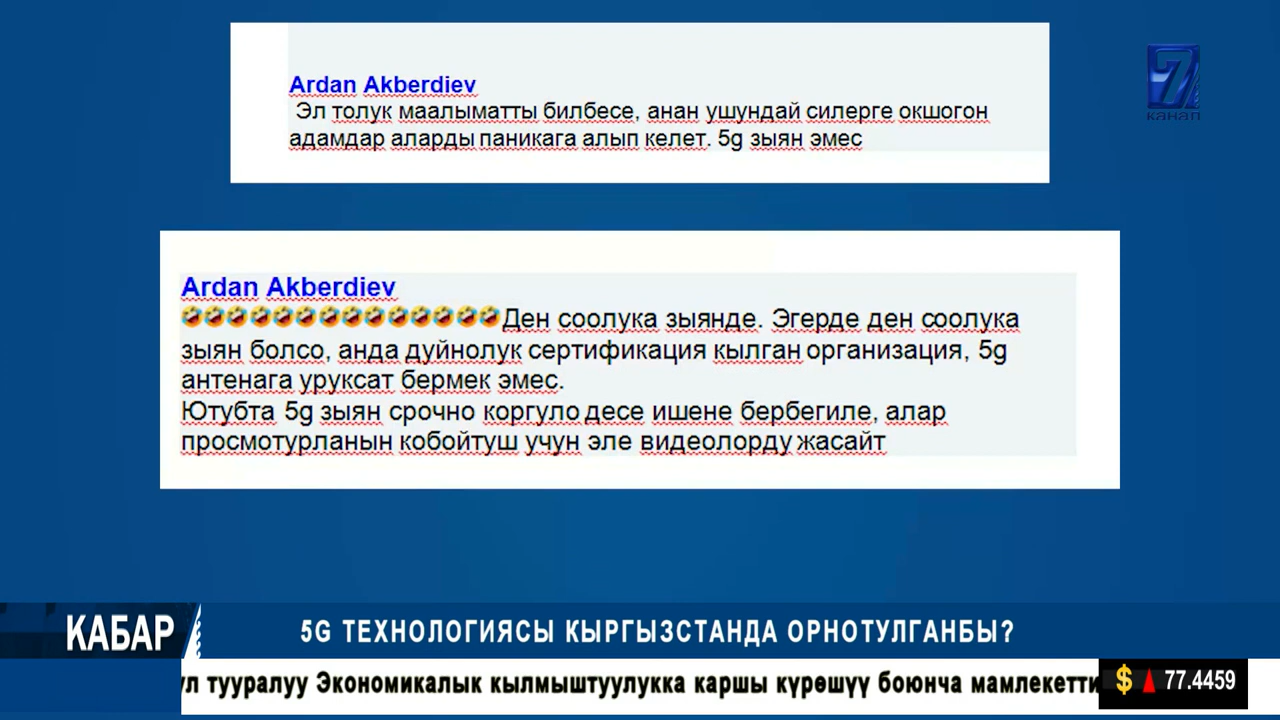 Ardan Akberdiev
Эл толук маалыматты билбесе, анан ушундай силерге окшогон
адамдар аларды паникага алып келет. 5g зыян эмес
7
канал
Ardan Akberdiev
🤣🤣🤣🤣🤣🤣🤣🤣🤣🤣🤣🤣🤣🤣Ден соолука зыянде. Эгерде ден соолука
зыян болсо, анда дуйнолук сертификация кылган организация, 5g
антенага уруксат бермек эмес.
Ютубта 5g зыян срочно коргуло десе ишене бербегиле, алар
просмотурланын кобойтуш учун эле видеолорду жасайт
КАБАР
5G ТЕХНОЛОГИЯСЫ КЫРГЫЗСТАНДА ОРНОТУЛГАНБЫ?
ул тууралуу Экономикалык кылмыштуулукка каршы күрөшүү боюнча мамлекетти
$ ▲ 77.4459